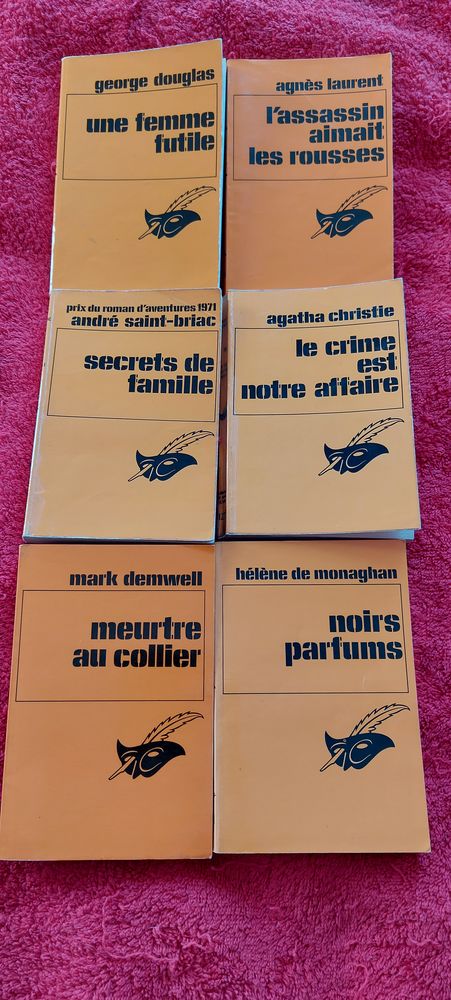 george douglas
une femme
futile
agnès laurent
l'assassin
aimait
les rousses
prix du roman d'aventures 1971
andré saint-briac
secrets de
famille
agatha christie
le crime
est
notre affaire
mark demwell
meurtre
au collier
hélène de monaghan
noirs
parfums